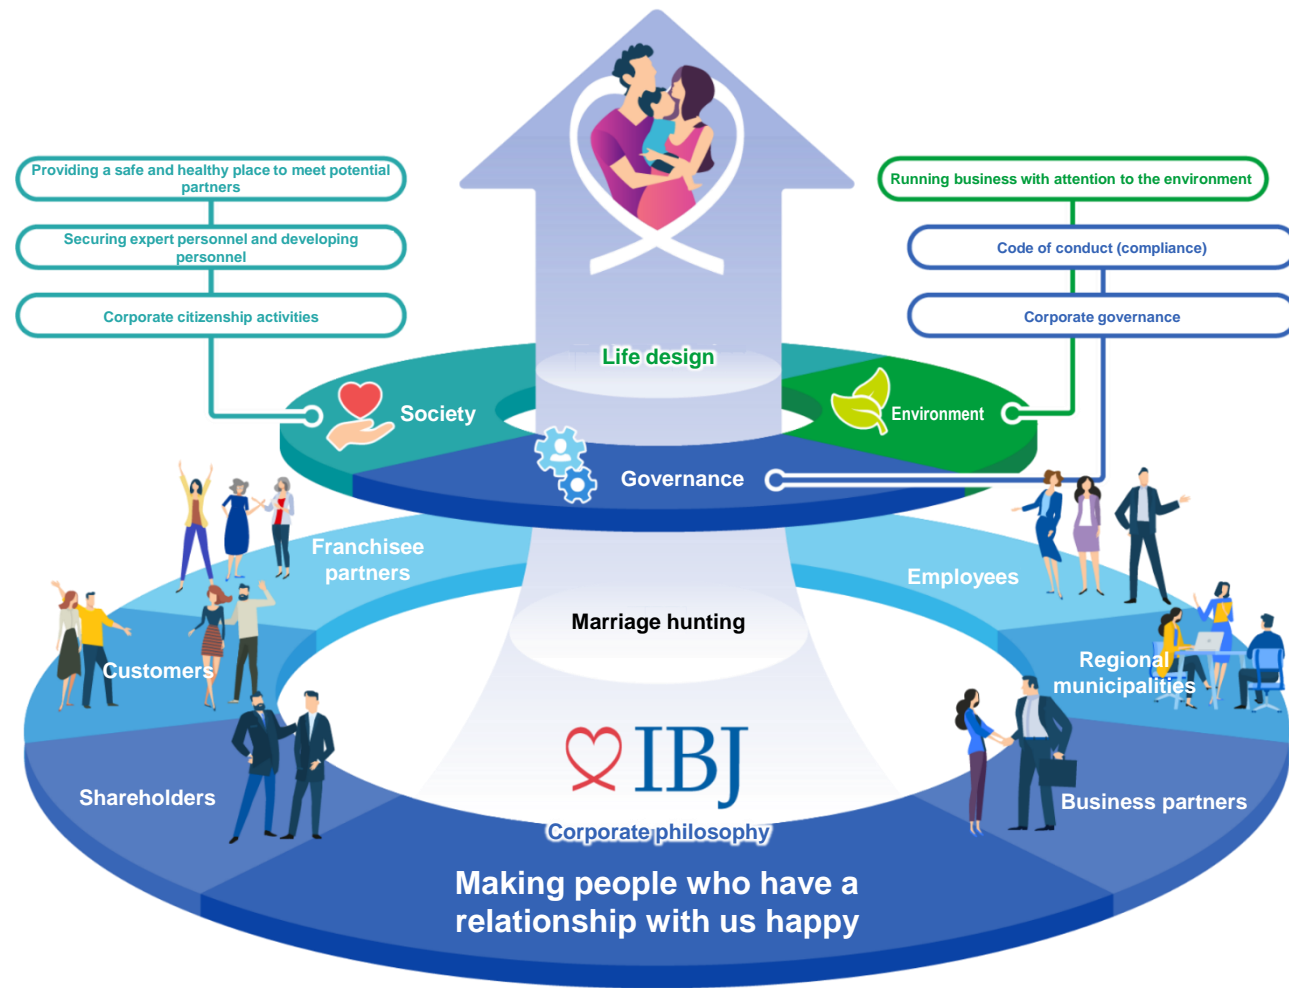 Providing a safe and healthy place to meet potential
partners
Securing expert personnel and developing
personnel
Corporate citizenship activities
Running business with attention to the environment
Code of conduct (compliance)
Corporate governance
Life design
Society
Environment
Governance
Franchisee
partners
Employees
Marriage hunting
Customers
Regional
municipalities
IBJ
Shareholders
Business partners
Corporate philosophy
Making people who have a
relationship with us happy